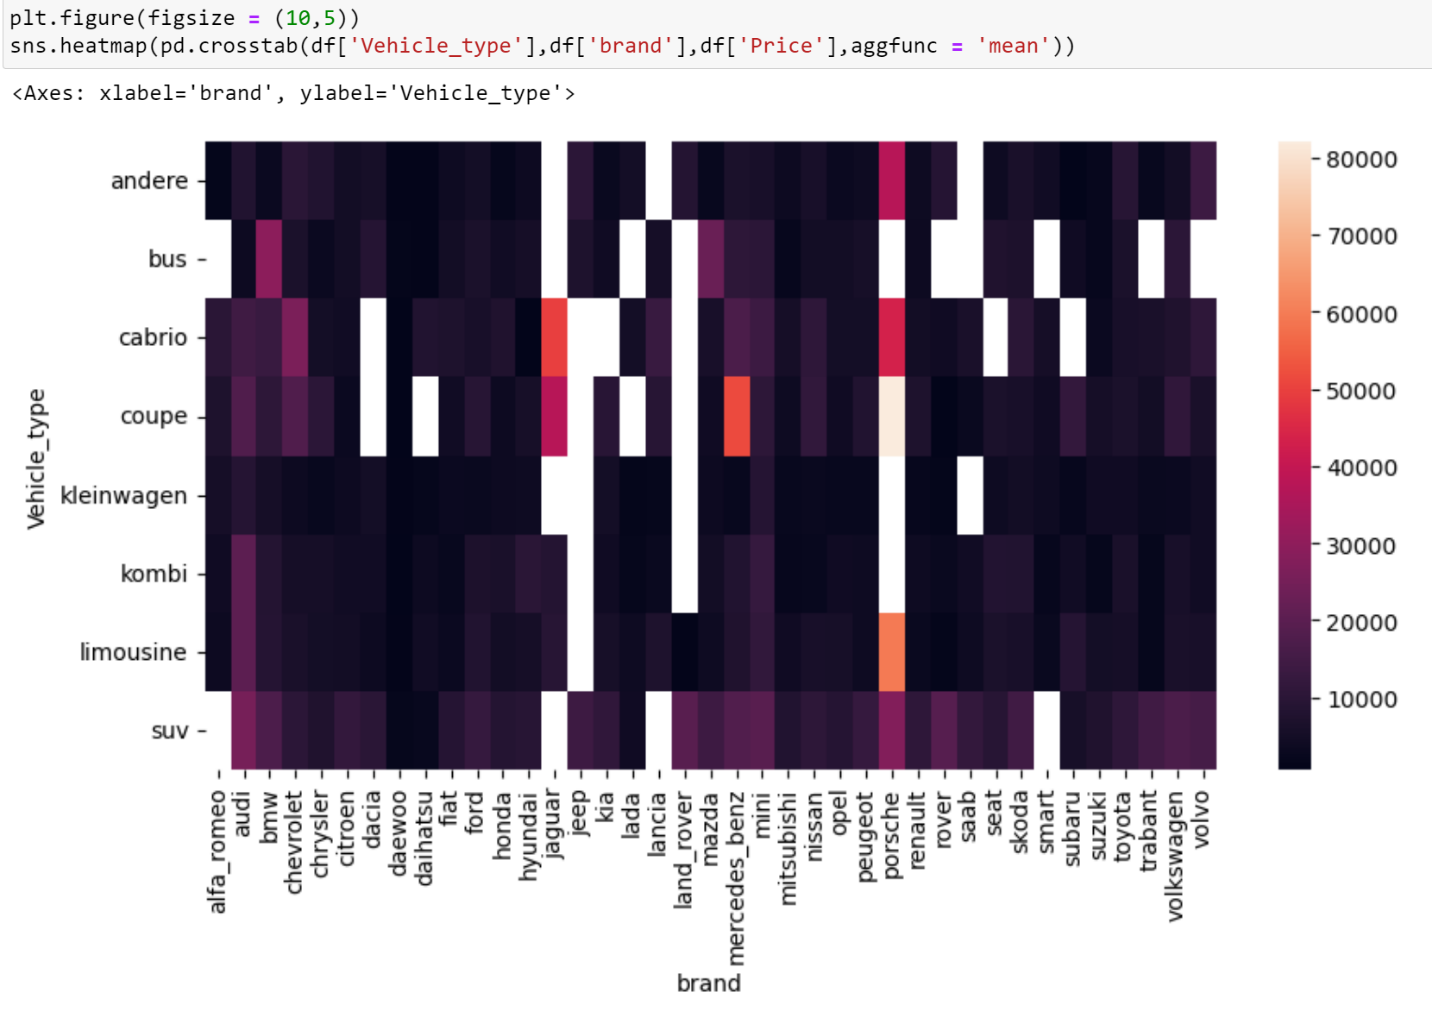 plt.figure(figsize = (10,5))
sns.heatmap(pd.crosstab(df['Vehicle_type'],df['brand'],df['Price'],aggfunc = 'mean'))
<Axes: xlabel='brand', ylabel='Vehicle_type'>
Vehicle_type
andere
bus
cabrio
coupe
kleinwagen
kombi
limousine
suv
80000
70000
60000
50000
40000
30000
20000
10000
alfa_romeo
audi
bmw
chevrolet
chrysler
citroen
dacia
daewoo
daihatsu
fiat
ford
honda
hyundai
jaguar
jeep
kia
lada
lancia
land_rover
mazda
mercedes_benz
mini
mitsubishi
nissan
opel
peugeot
porsche
renault
rover
saab
seat
skoda
smart
subaru
suzuki
toyota
trabant
volkswagen
volvo
brand